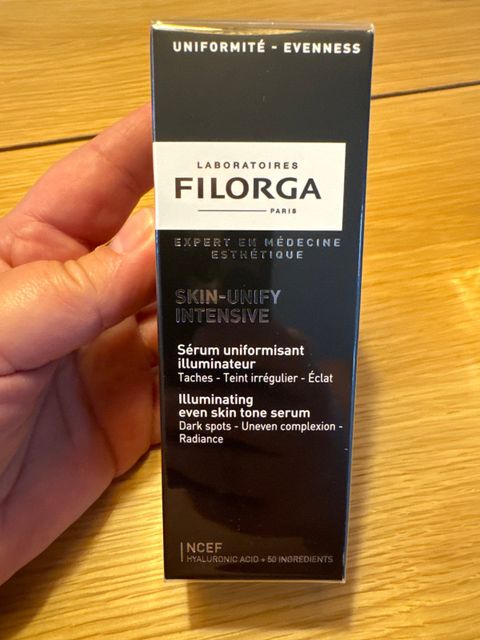 UNIFORMITÉ - EVENNESS
LABORATOIRES
FILORGA
PARIS
EXPERT EN MÉDECINE
ESTHÉTIQUE
SKIN-UNIFY
INTENSIVE
Sérum uniformisant
illuminateur
Taches - Teint irrégulier - Éclat
Illuminating
even skin tone serum
Dark spots - Uneven complexion -
Radiance
NCEF
HYALURONIC ACID + 50 INGREDIENTS